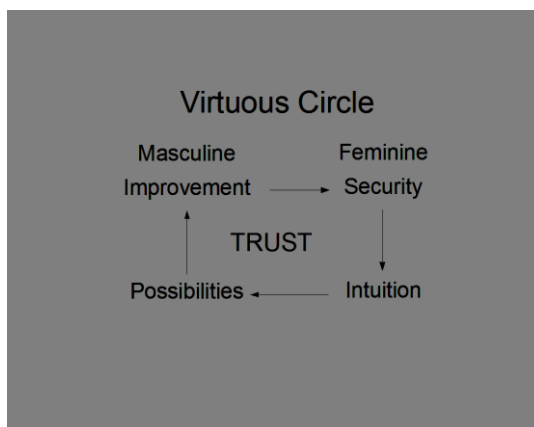 Virtuous Circle
Masculine Feminine
Improvement Security
TRUST
Possibilities Intuition